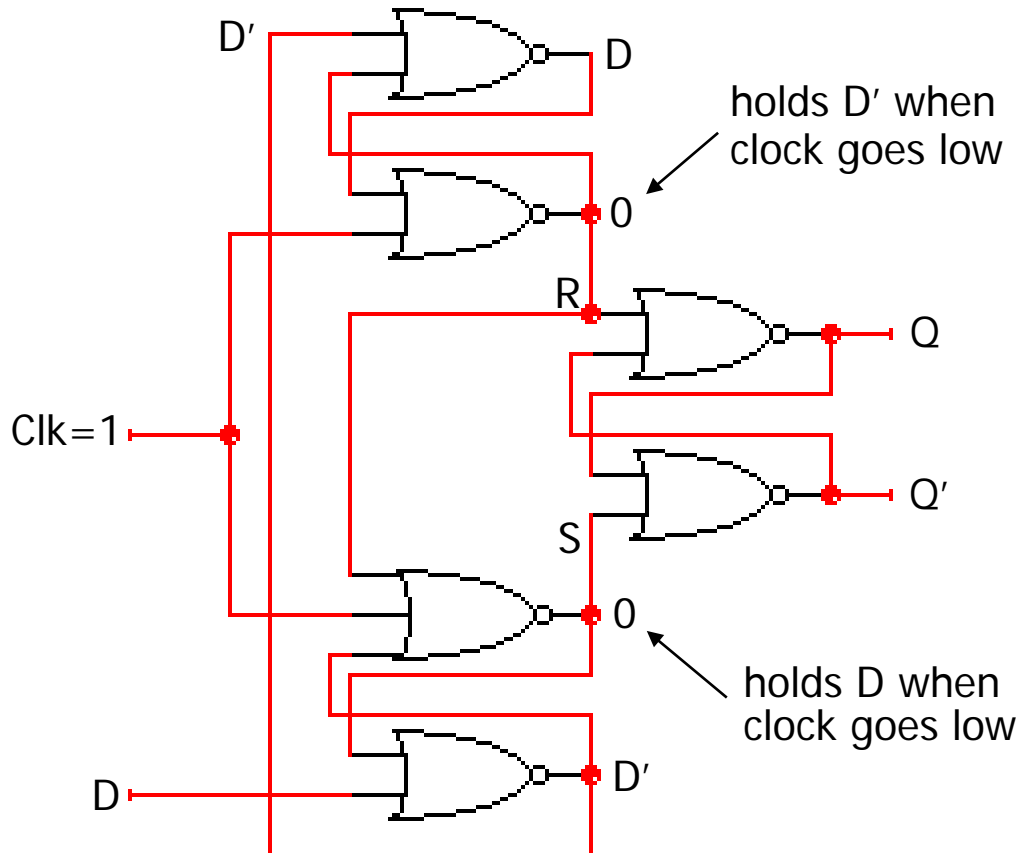 D′
D
holds D′ when
clock goes low
0
R
Q
Clk=1
Q′
S
0
holds D when
clock goes low
D′
D